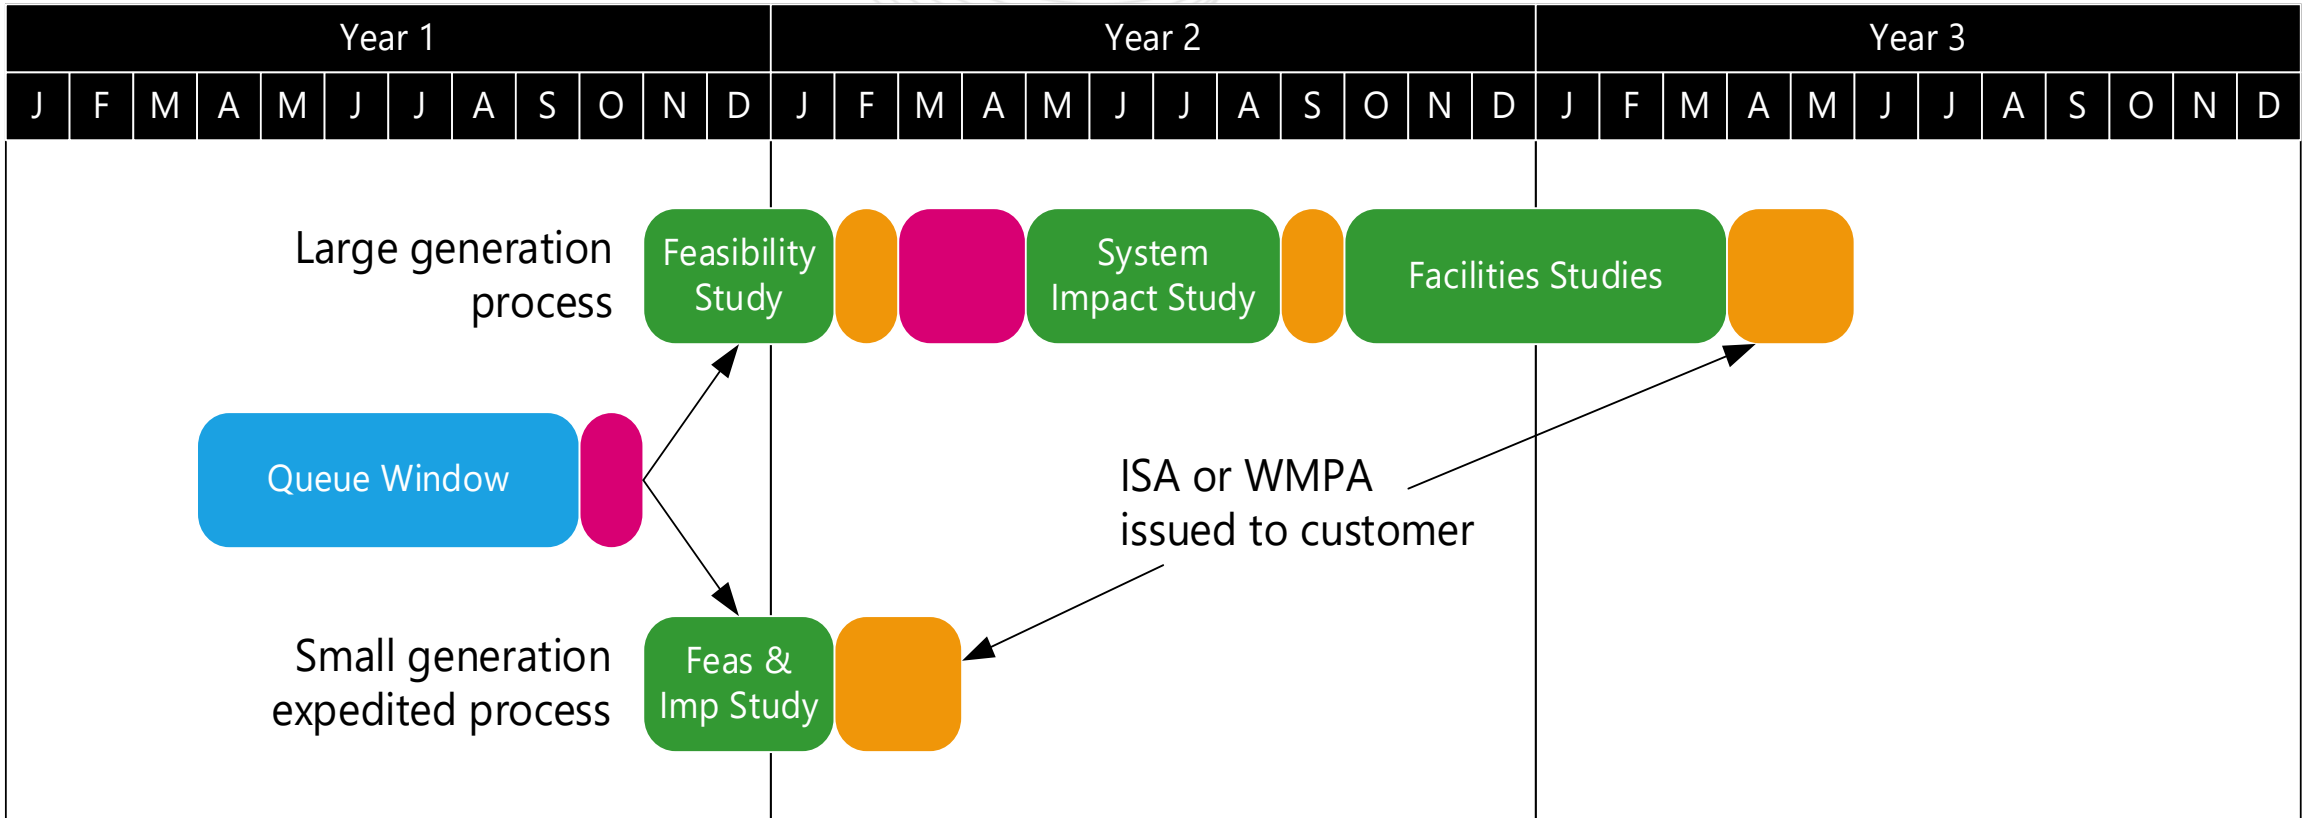 Year 1 Year 2 Year 3
J F M A M J J A S O N D J F M A M J J A S O N D J F M A M J J A S O N D
Large generation
process
Feasibility
Study
System
Impact Study
Facilities Studies
Queue Window
ISA or WMPA
issued to customer
Small generation
expedited process
Feas &
Imp Study